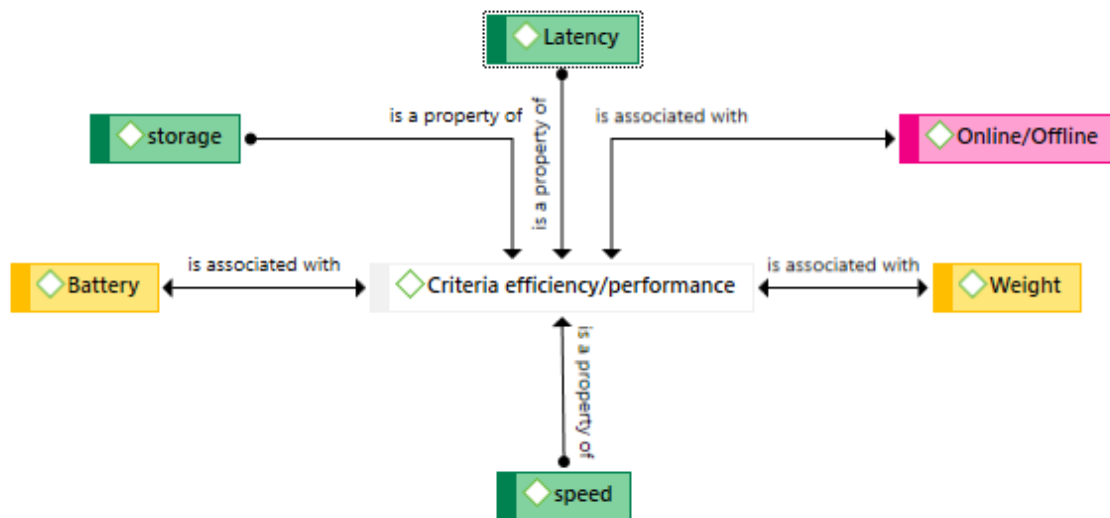 Latency
is a property of
is a property of
is associated with
storage
Online/Offline
is associated with
is associated with
Battery
Criteria efficiency/performance
Weight
is a property of
speed